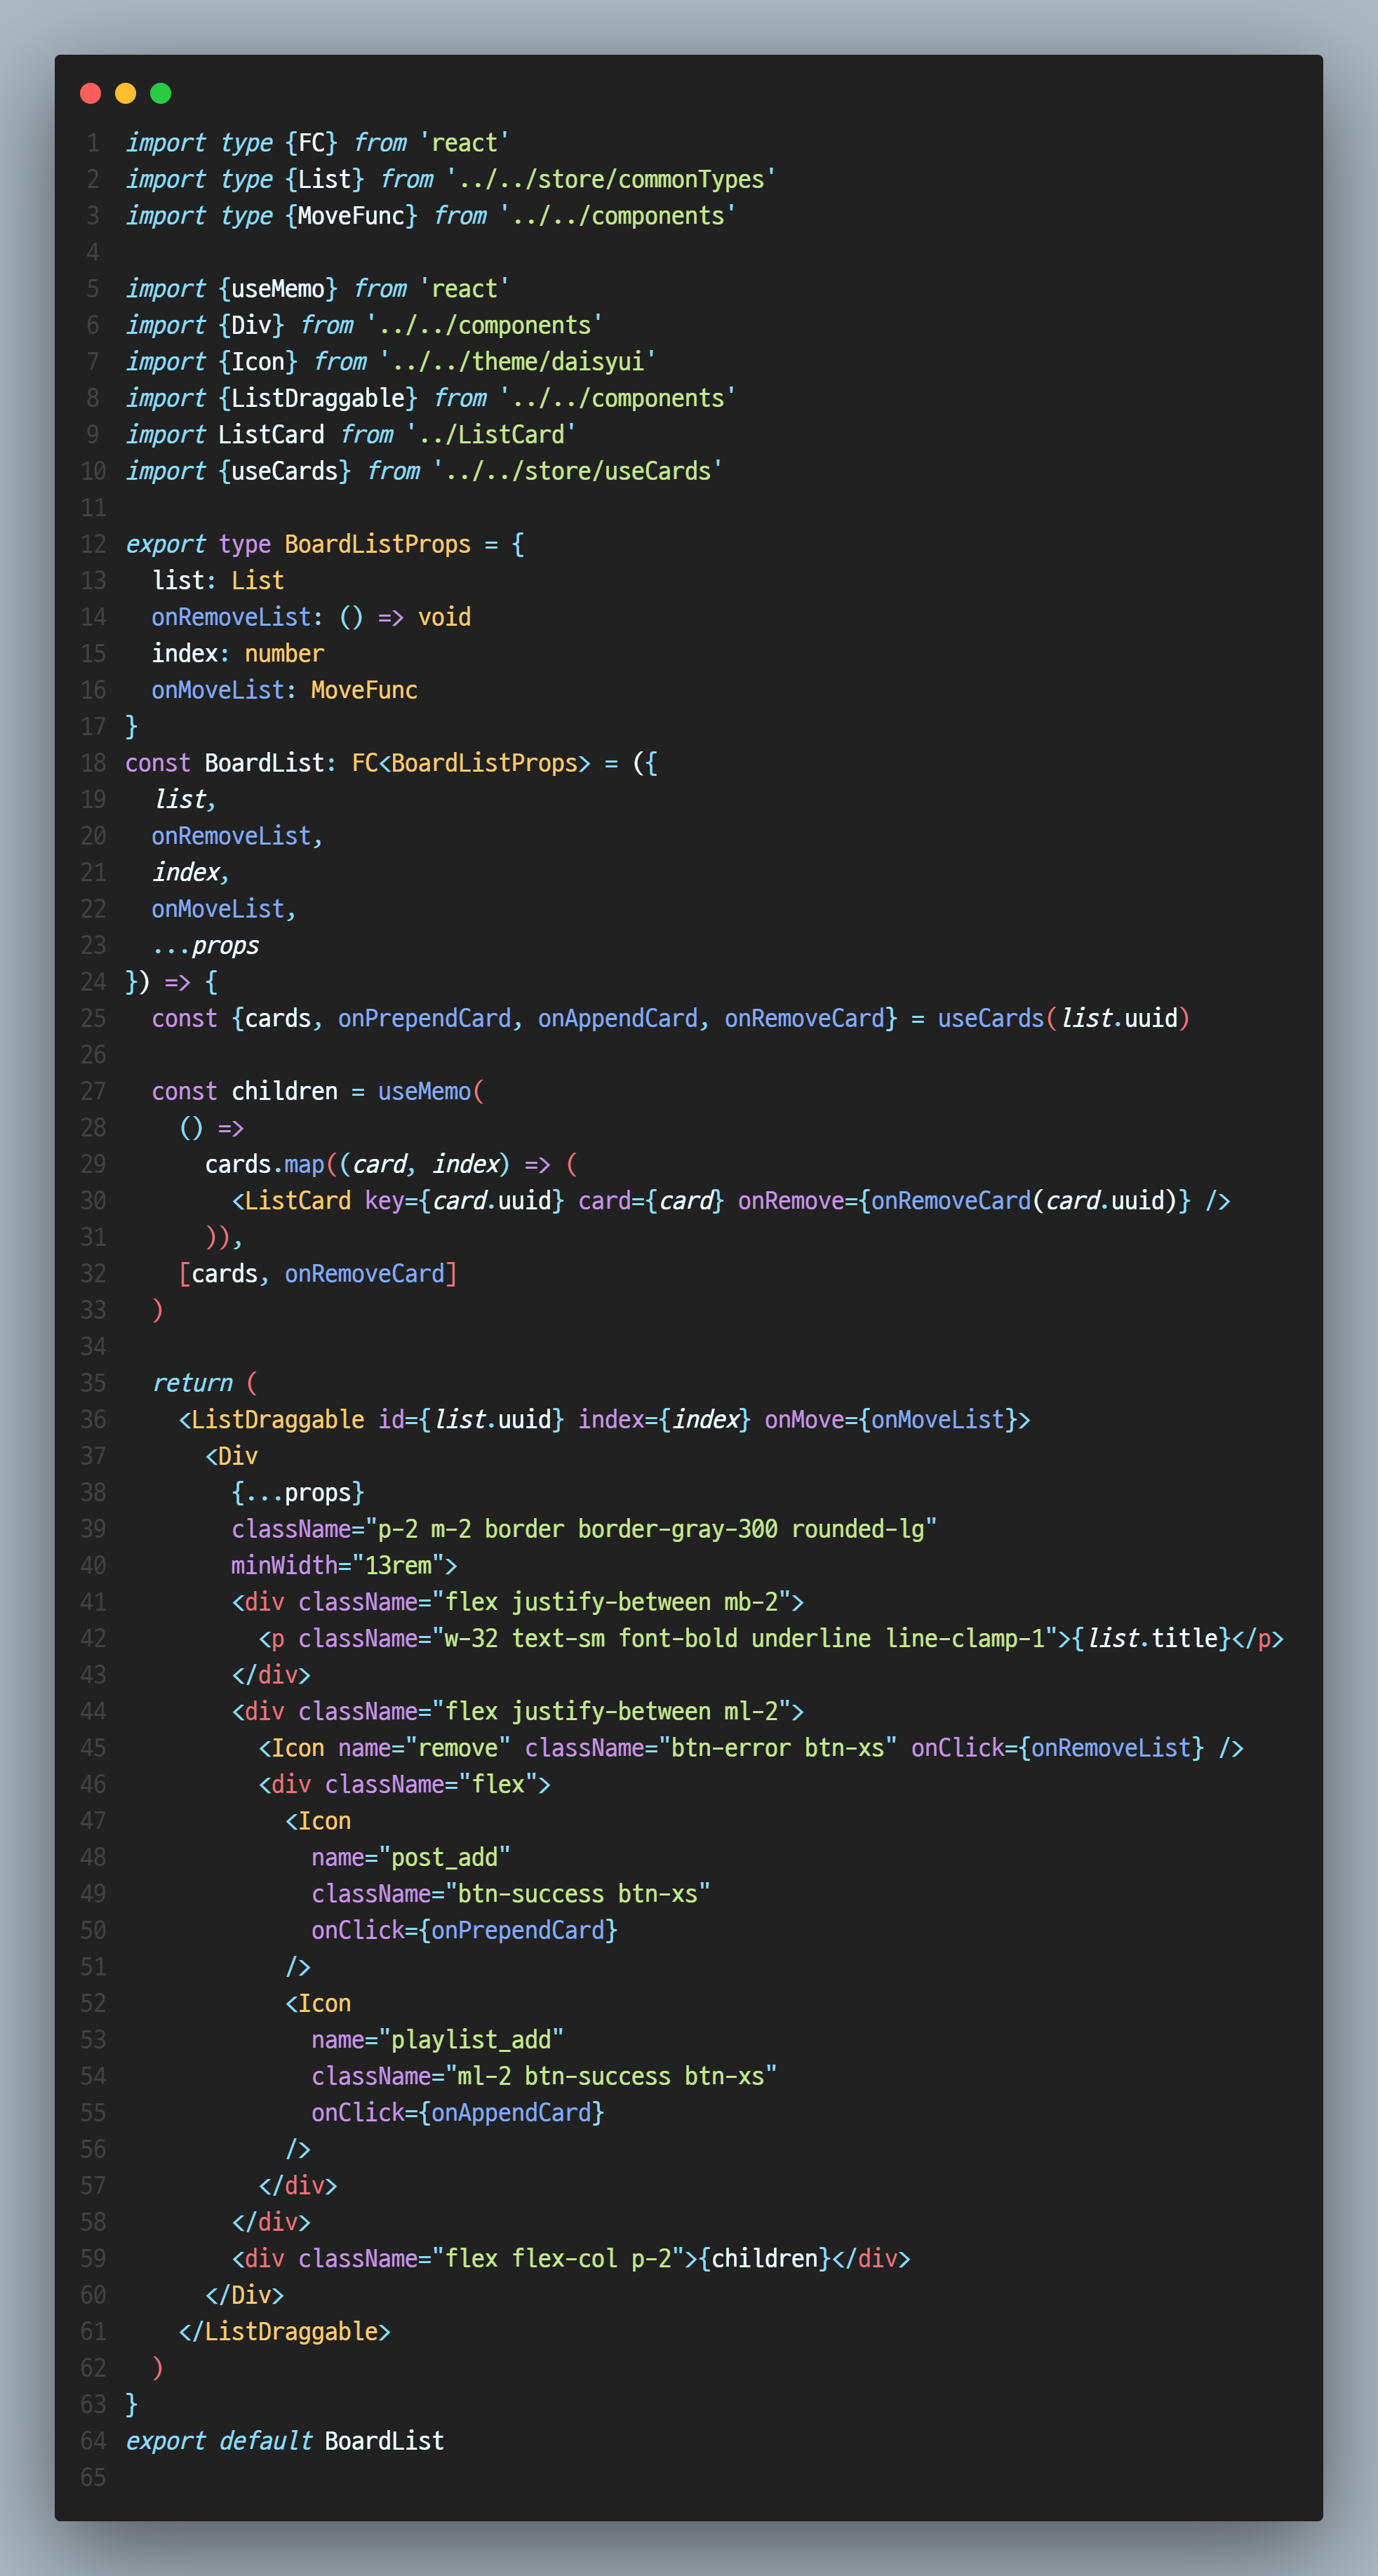 1 import type {FC} from 'react'
2 import type {List} from '../../store/commonTypes'
3 import type {MoveFunc} from '../../components'
4
5 import {useMemo} from 'react'
6 import {Div} from '../../components'
7 import {Icon} from '../../theme/daisyui'
8 import {ListDraggable} from '../../components'
9 import ListCard from '../ListCard'
10 import {useCards} from '../../store/useCards'
11
12 export type BoardListProps = {
13   list: List
14   onRemoveList: () => void
15   index: number
16   onMoveList: MoveFunc
17 }
18 const BoardList: FC<BoardListProps> = ({
19   list,
20   onRemoveList,
21   index,
22   onMoveList,
23   ...props
24 }) => {
25   const {cards, onPrependCard, onAppendCard, onRemoveCard} = useCards(list.uuid)
26
27   const children = useMemo(
28     () =>
29       cards.map((card, index) => (
30         <ListCard key={card.uuid} card={card} onRemove={onRemoveCard(card.uuid)} />
31       )),
32     [cards, onRemoveCard]
33   )
34
35   return (
36     <ListDraggable id={list.uuid} index={index} onMove={onMoveList}>
37       <Div
38         {...props}
39         className="p-2 m-2 border border-gray-300 rounded-lg"
40         minWidth="13rem">
41         <div className="flex justify-between mb-2">
42           <p className="w-32 text-sm font-bold underline line-clamp-1">{list.title}</p>
43         </div>
44         <div className="flex justify-between ml-2">
45           <Icon name="remove" className="btn-error btn-xs" onClick={onRemoveList} />
46           <div className="flex">
47             <Icon
48               name="post_add"
49               className="btn-success btn-xs"
50               onClick={onPrependCard}
51             />
52             <Icon
53               name="playlist_add"
54               className="ml-2 btn-success btn-xs"
55               onClick={onAppendCard}
56             />
57           </div>
58         </div>
59         <div className="flex flex-col p-2">{children}</div>
60       </Div>
61     </ListDraggable>
62   )
63 }
64 export default BoardList
65